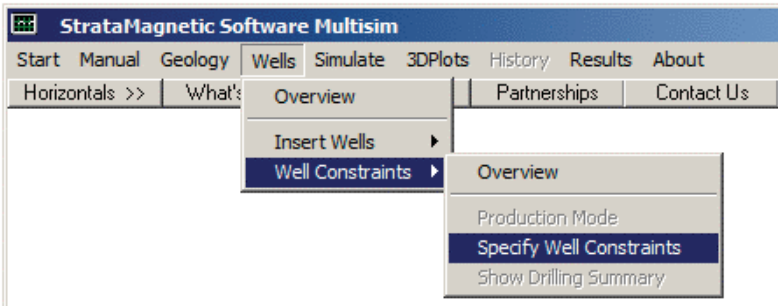 StrataMagnetic Software Multisim
Start Manual Geology Wells Simulate 3DPlots History Results About
Horizontals >> What's Partnerships Contact Us
Overview
Insert Wells
Well Constraints
Overview
Production Mode
Specify Well Constraints
Show Drilling Summary